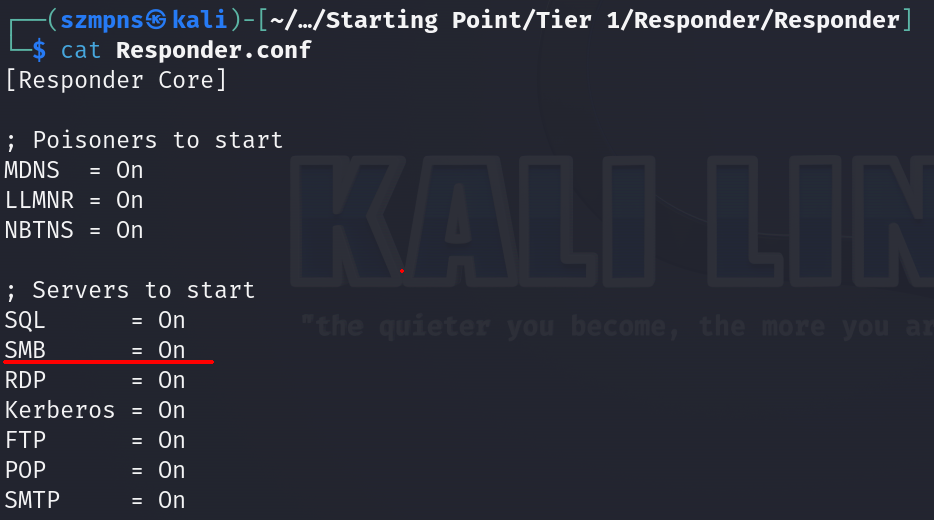 ┌──(szmpns㉿kali)-[~/…/Starting Point/Tier 1/Responder/Responder]
└─$ cat Responder.conf
[Responder Core]
; Poisoners to start
MDNS  = On
LLMNR = On
NBTNS = On
KALI LIN
; Servers to start
SQL      = On
"the quieter you become, the more you ar
SMB      = On
RDP      = On
Kerberos = On
FTP      = On
POP      = On
SMTP     = On